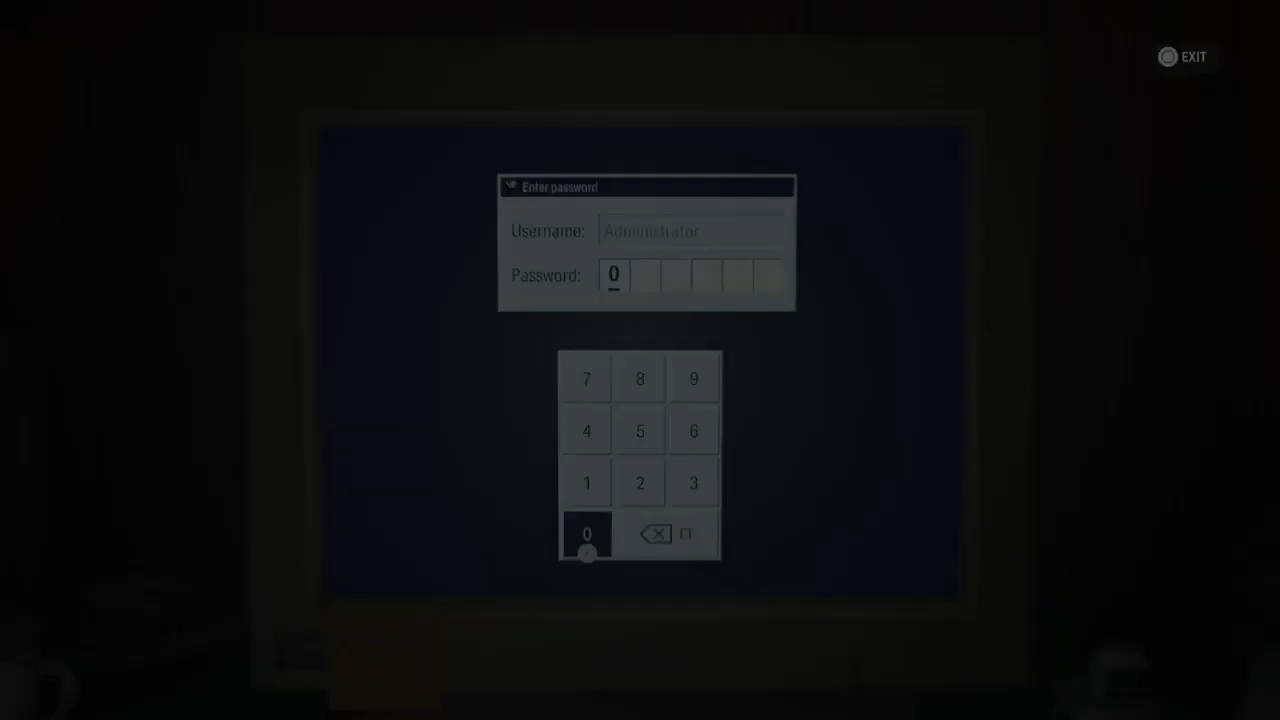 EXIT
Enter password
Username: Administrator
Password: 0
7 8 9
4 5 6
1 2 3
0